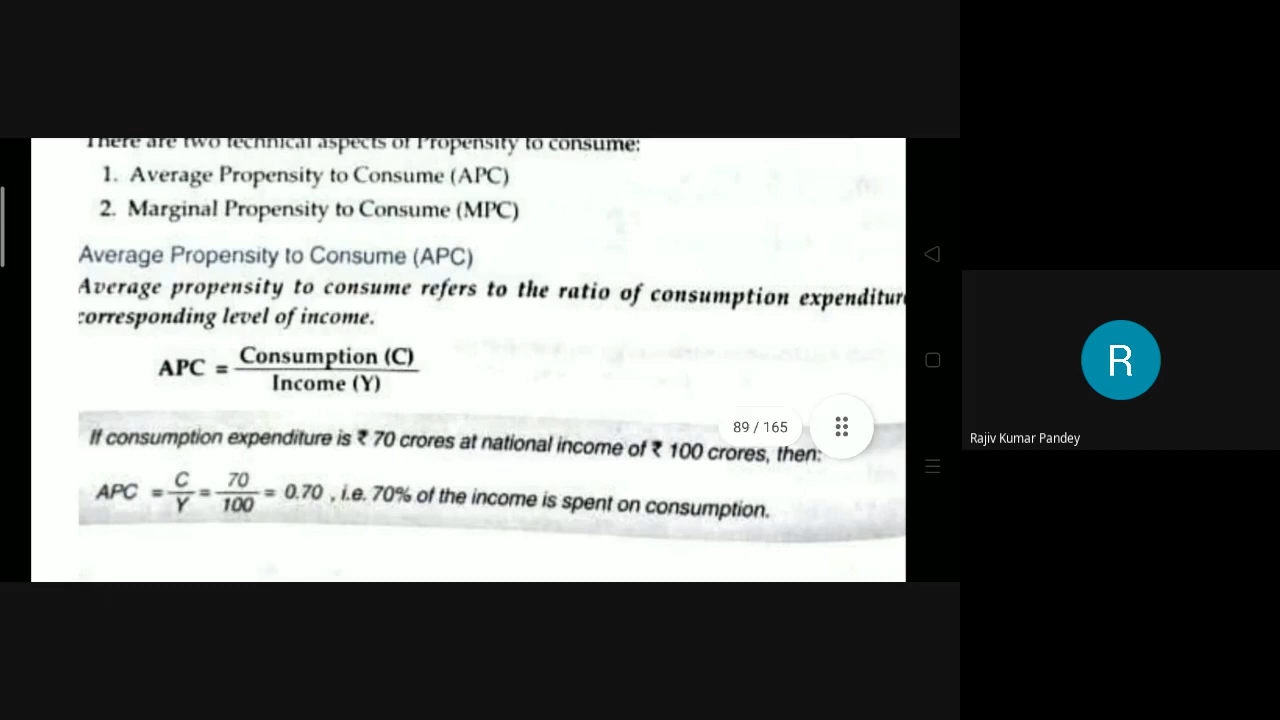 There are two technical aspects of Propensity to consume:
1. Average Propensity to Consume (APC)
2. Marginal Propensity to Consume (MPC)
Average Propensity to Consume (APC)
Average propensity to consume refers to the ratio of consumption
corresponding level of income.
APC = Consumption (C) / Income (Y)
If consumption expenditure is ₹ 70 crores at national income of ₹ 100 crores, then:
APC = C/Y = 70/100 = 0.70 , i.e. 70% of the income is spent on consumption.
89 / 165
R
Rajiv Kumar Pandey